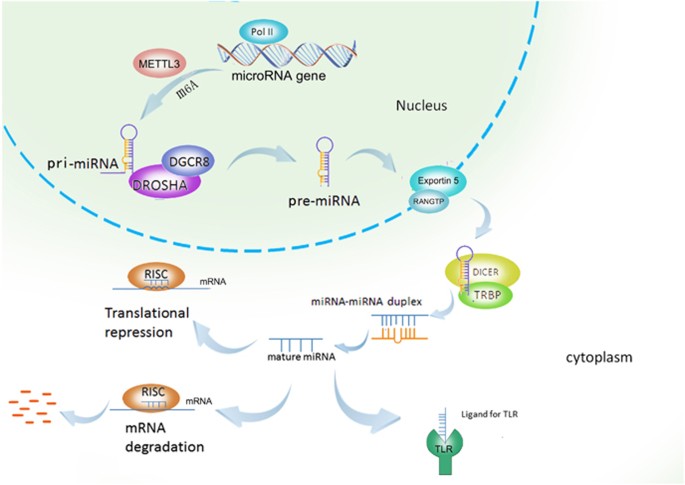 Pol II
METTL3
microRNA gene
m6A
Nucleus
pri-miRNA
DGCR8
DROSHA
pre-miRNA
Exportin 5
RANGTP
DICER
TRBP
RISC
mRNA
Translational
repression
miRNA-miRNA duplex
mature miRNA
cytoplasm
RISC
mRNA
mRNA
degradation
Ligand for TLR
TLR